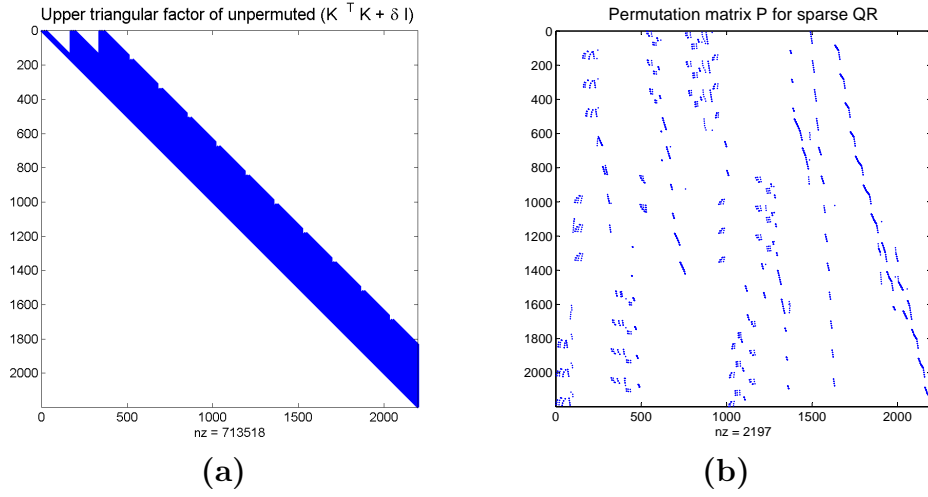 Upper triangular factor of unpermuted (K^T K + δ I)
0
200
400
600
800
1000
1200
1400
1600
1800
2000
0 500 1000 1500 2000
nz = 713518
(a)
Permutation matrix P for sparse QR
0
200
400
600
800
1000
1200
1400
1600
1800
2000
0 500 1000 1500 2000
nz = 2197
(b)